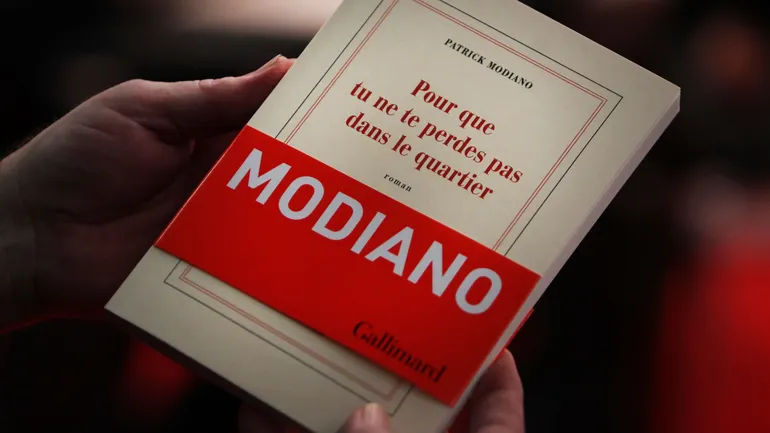 PATRICK MODIANO
Pour que
tu ne te perdes pas
dans le quartier
roman
MODIANO
Gallimard